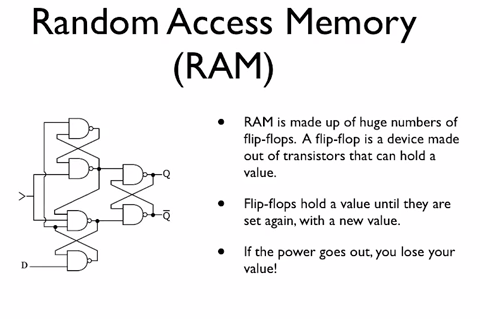 Random Access Memory
(RAM)
• RAM is made up of huge numbers of
flip-flops. A flip-flop is a device made
out of transistors that can hold a
value.
• Flip-flops hold a value until they are
set again, with a new value.
• If the power goes out, you lose your
value!
Q
Q̅
>
D